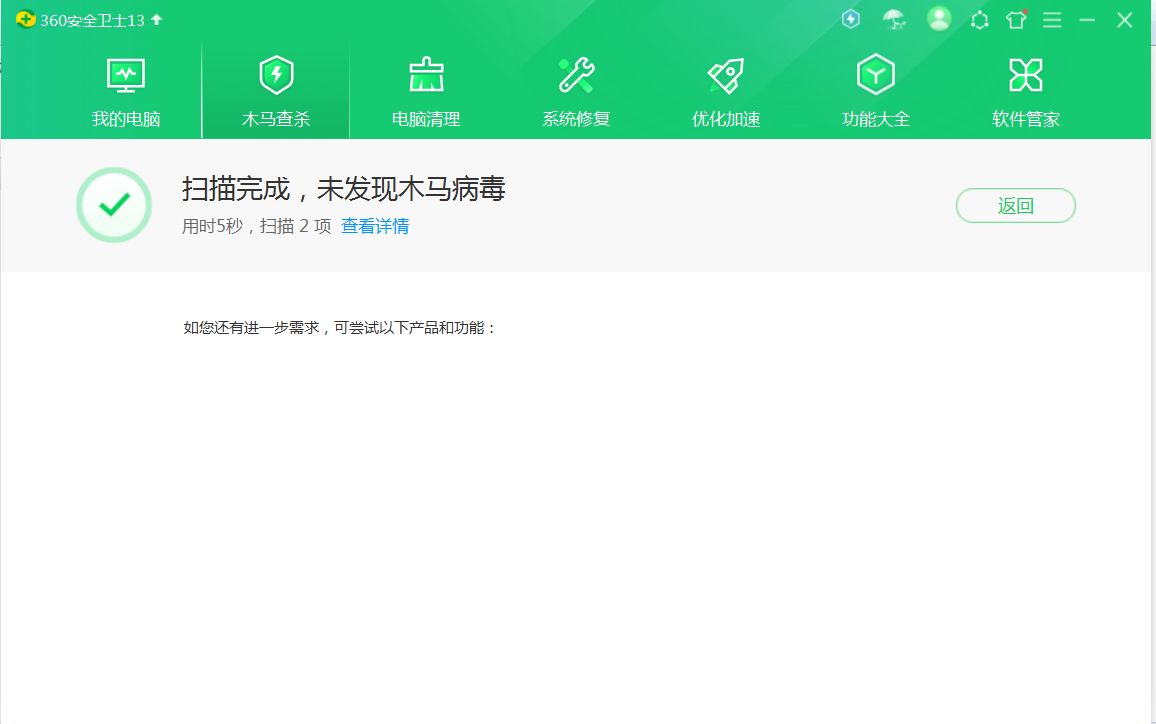 360安全卫士13
我的电脑 木马查杀 电脑清理 系统修复 优化加速 功能大全 软件管家
扫描完成，未发现木马病毒
用时5秒，扫描 2 项 查看详情
返回
如您还有进一步需求，可尝试以下产品和功能：